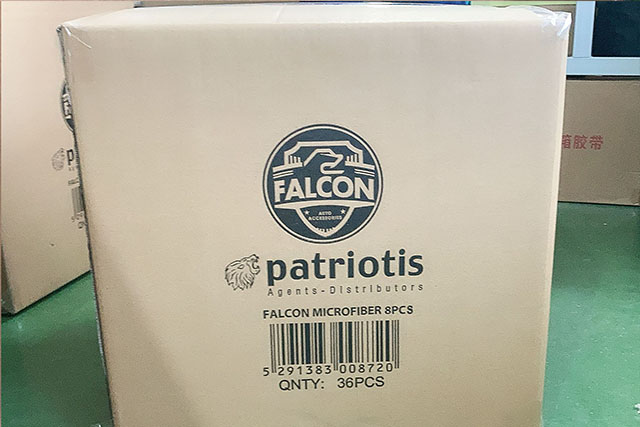 FALCON
AUTO
ACCESSORIES
patriotis
Agents-Distributors
FALCON MICROFIBER 8PCS
5 291383 008720
QNTY: 36PCS
箱胶带